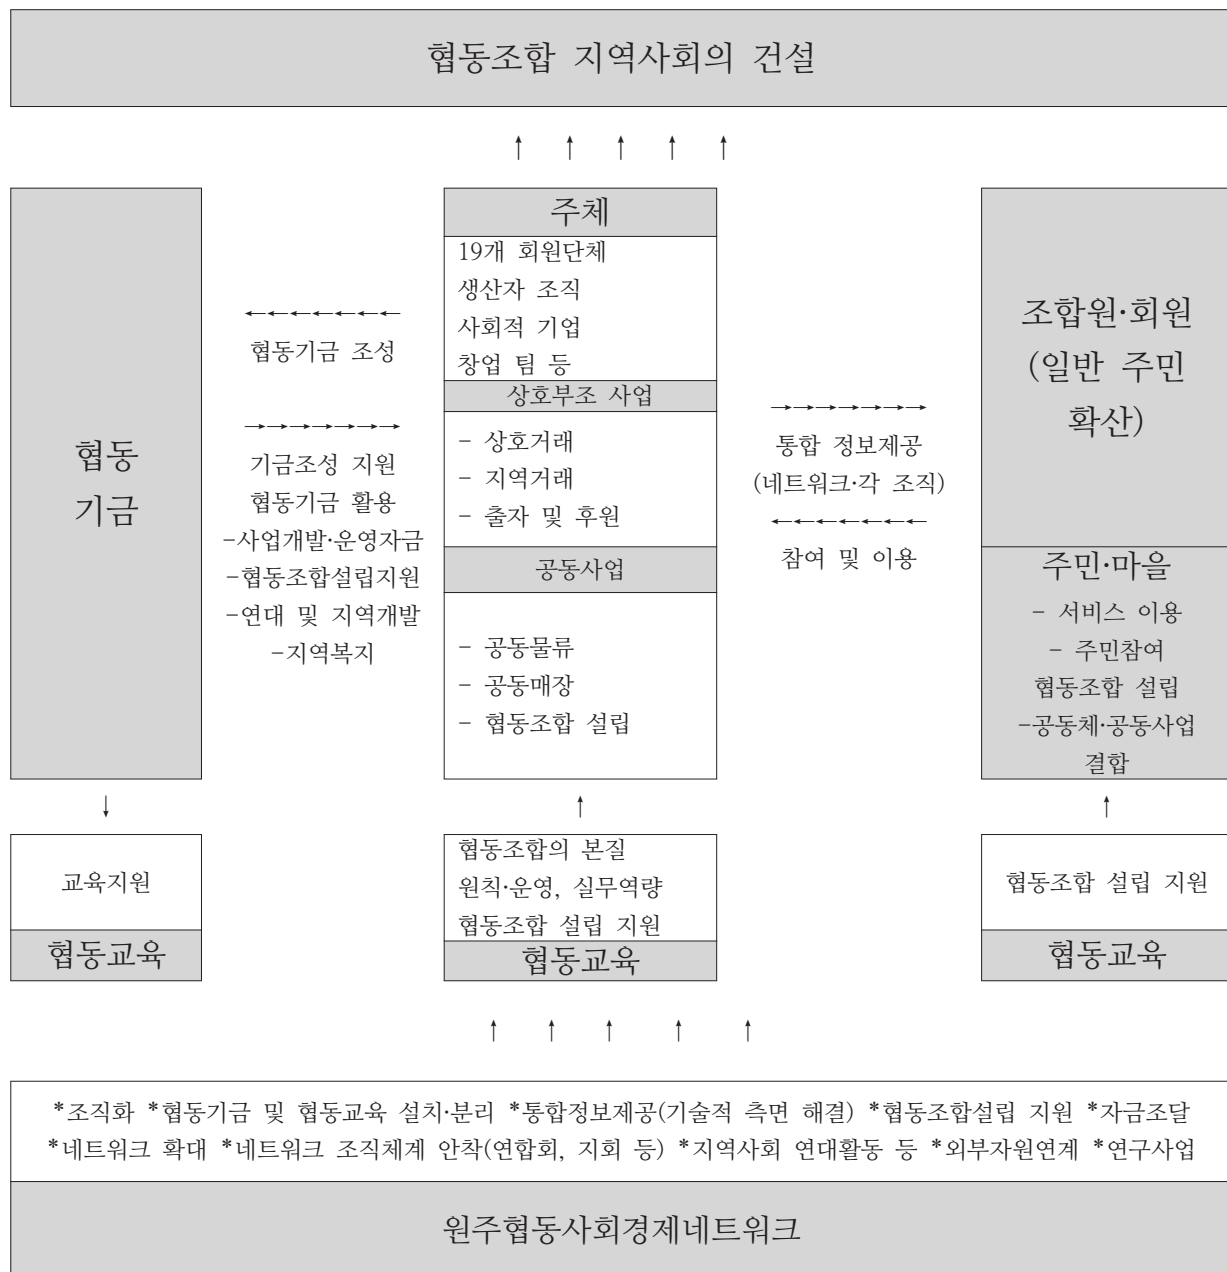 협동조합 지역사회의 건설
↑ ↑ ↑ ↑ ↑
협동
기금
←←←←←←←
협동기금 조성
→→→→→→→
기금조성 지원
협동기금 활용
-사업개발·운영자금
-협동조합설립지원
-연대 및 지역개발
-지역복지
주체
19개 회원단체
생산자 조직
사회적 기업
창업 팀 등
상호부조 사업
- 상호거래
- 지역거래
- 출자 및 후원
공동사업
- 공동물류
- 공동매장
- 협동조합 설립
→→→→→→→
통합 정보제공
(네트워크·각 조직)
←←←←←←←
참여 및 이용
조합원·회원
(일반 주민
확산)
주민·마을
- 서비스 이용
- 주민참여
협동조합 설립
-공동체·공동사업
결합
↓
교육지원
협동교육
↑
협동조합의 본질
원칙·운영, 실무역량
협동조합 설립 지원
협동교육
↑
협동조합 설립 지원
협동교육
↑ ↑ ↑ ↑ ↑
*조직화 *협동기금 및 협동교육 설치·분리 *통합정보제공(기술적 측면 해결) *협동조합설립 지원 *자금조달
*네트워크 확대 *네트워크 조직체계 안착(연합회, 지회 등) *지역사회 연대활동 등 *외부자원연계 *연구사업
원주협동사회경제네트워크